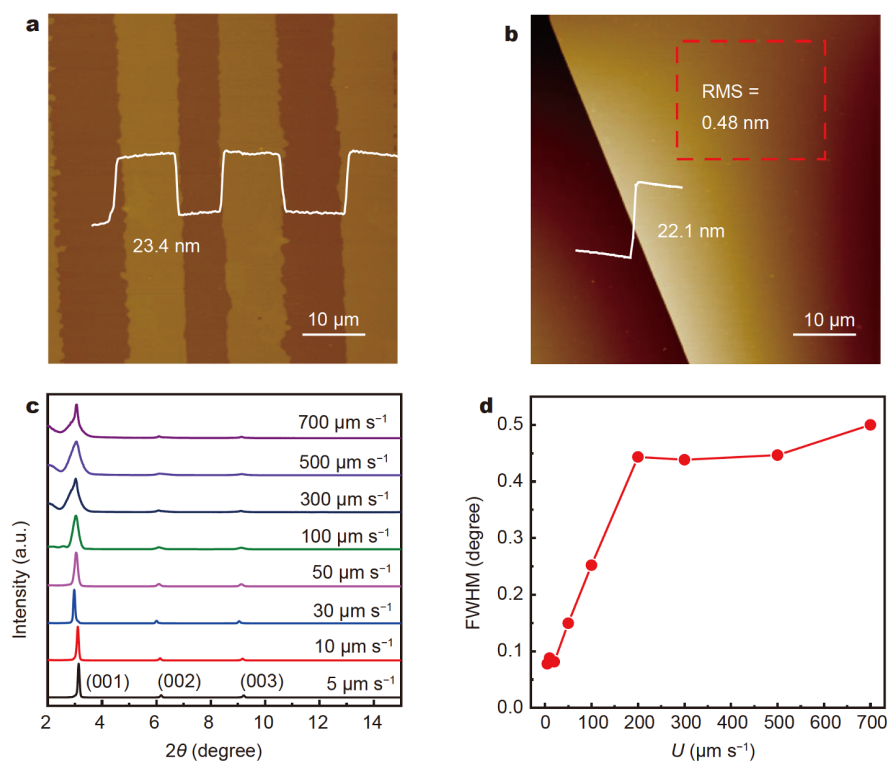 a
23.4 nm
10 μm
b
RMS =
0.48 nm
22.1 nm
10 μm
c
700 μm s⁻¹
500 μm s⁻¹
300 μm s⁻¹
100 μm s⁻¹
50 μm s⁻¹
30 μm s⁻¹
10 μm s⁻¹
(001) (002) (003) 5 μm s⁻¹
Intensity (a.u.)
2 4 6 8 10 12 14
2θ (degree)
d
0.5
0.4
0.3
0.2
0.1
0.0
FWHM (degree)
0 100 200 300 400 500 600 700
U (μm s⁻¹)